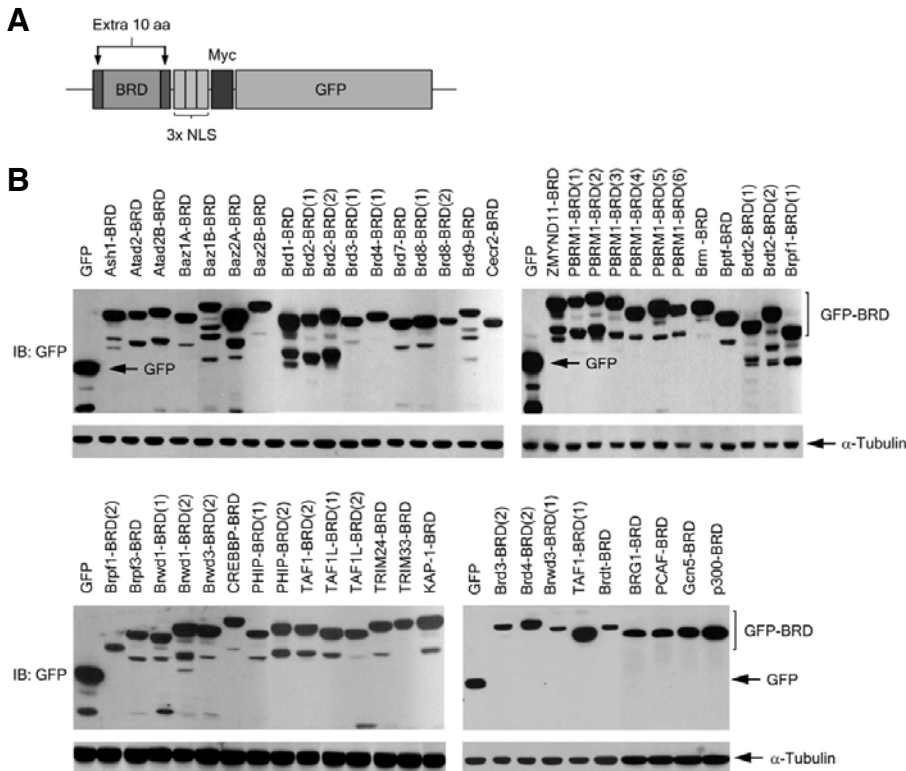 A
Extra 10 aa
BRD
Myc
GFP
3x NLS
B
GFP
Ash1-BRD
Atad2-BRD
Atad2B-BRD
Baz1A-BRD
Baz1B-BRD
Baz2A-BRD
Baz2B-BRD
Brd1-BRD
Brd2-BRD(1)
Brd2-BRD(2)
Brd3-BRD(1)
Brd4-BRD(1)
Brd7-BRD
Brd8-BRD(1)
Brd8-BRD(2)
Brd9-BRD
Cecr2-BRD
GFP
ZMYND11-BRD
PBRM1-BRD(1)
PBRM1-BRD(2)
PBRM1-BRD(3)
PBRM1-BRD(4)
PBRM1-BRD(5)
PBRM1-BRD(6)
Brm -BRD
Bptf-BRD
Brdt2-BRD(1)
Brdt2-BRD(2)
Brpf1-BRD(1)
GFP-BRD
IB: GFP
GFP
GFP
α-Tubulin
GFP
Brpf1-BRD(2)
Brpf3-BRD
Brwd1-BRD(1)
Brwd1-BRD(2)
Brwd3-BRD(2)
CREBBP-BRD
PHIP-BRD(1)
PHIP-BRD(2)
TAF1-BRD(2)
TAF1L-BRD(1)
TAF1L-BRD(2)
TRIM24-BRD
TRIM33-BRD
KAP-1-BRD
GFP
Brd3-BRD(2)
Brd4-BRD(2)
Brwd3-BRD(1)
TAF1-BRD(1)
Brdt-BRD
BRG1-BRD
PCAF-BRD
Gcn5-BRD
p300-BRD
GFP-BRD
IB: GFP
GFP
α-Tubulin